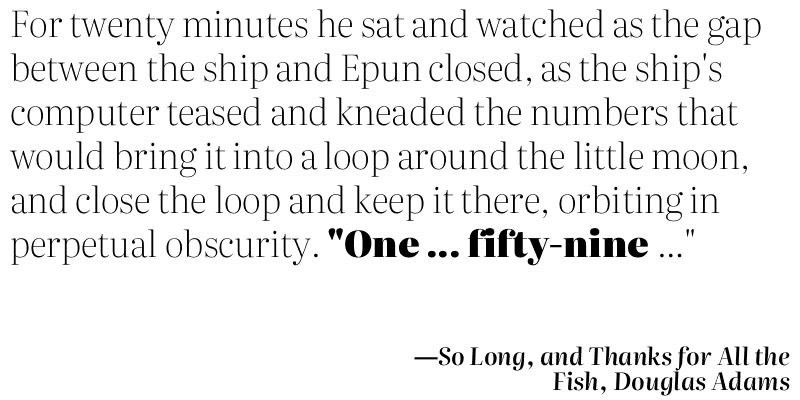 For twenty minutes he sat and watched as the gap
between the ship and Epun closed, as the ship's
computer teased and kneaded the numbers that
would bring it into a loop around the little moon,
and close the loop and keep it there, orbiting in
perpetual obscurity. "One ... fifty-nine ..."
—So Long, and Thanks for All the
Fish, Douglas Adams